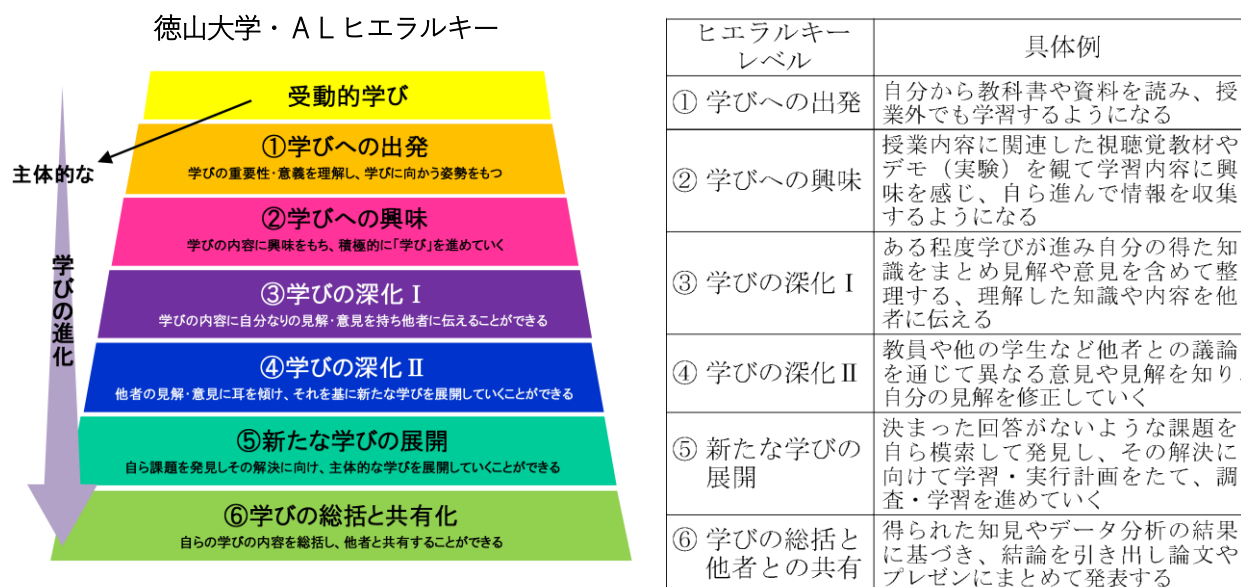 徳山大学・ＡＬヒエラルキー
受動的学び
主体的な
学びの進化
①学びへの出発
学びの重要性・意義を理解し、学びに向かう姿勢をもつ
②学びへの興味
学びの内容に興味をもち、積極的に「学び」を進めていく
③学びの深化Ⅰ
学びの内容に自分なりの見解・意見を持ち他者に伝えることができる
④学びの深化Ⅱ
他者の見解・意見に耳を傾け、それを基に新たな学びを展開していくことができる
⑤新たな学びの展開
自ら課題を発見しその解決に向け、主体的な学びを展開していくことができる
⑥学びの総括と共有化
自らの学びの内容を総括し、他者と共有することができる
ヒエラルキー
レベル
具体例
① 学びへの出発
自分から教科書や資料を読み、授
業外でも学習するようになる
② 学びへの興味
授業内容に関連した視聴覚教材や
デモ（実験）を観て学習内容に興
味を感じ、自ら進んで情報を収集
するようになる
③ 学びの深化Ⅰ
ある程度学びが進み自分の得た知
識をまとめ見解や意見を含めて整
理する、理解した知識や内容を他
者に伝える
④ 学びの深化Ⅱ
教員や他の学生など他者との議論
を通じて異なる意見や見解を知り、
自分の見解を修正していく
⑤ 新たな学びの
展開
決まった回答がないような課題を
自ら模索して発見し、その解決に
向けて学習・実行計画をたて、調
査・学習を進めていく
⑥ 学びの総括と
他者との共有
得られた知見やデータ分析の結果
に基づき、結論を引き出し論文や
プレゼンにまとめて発表する